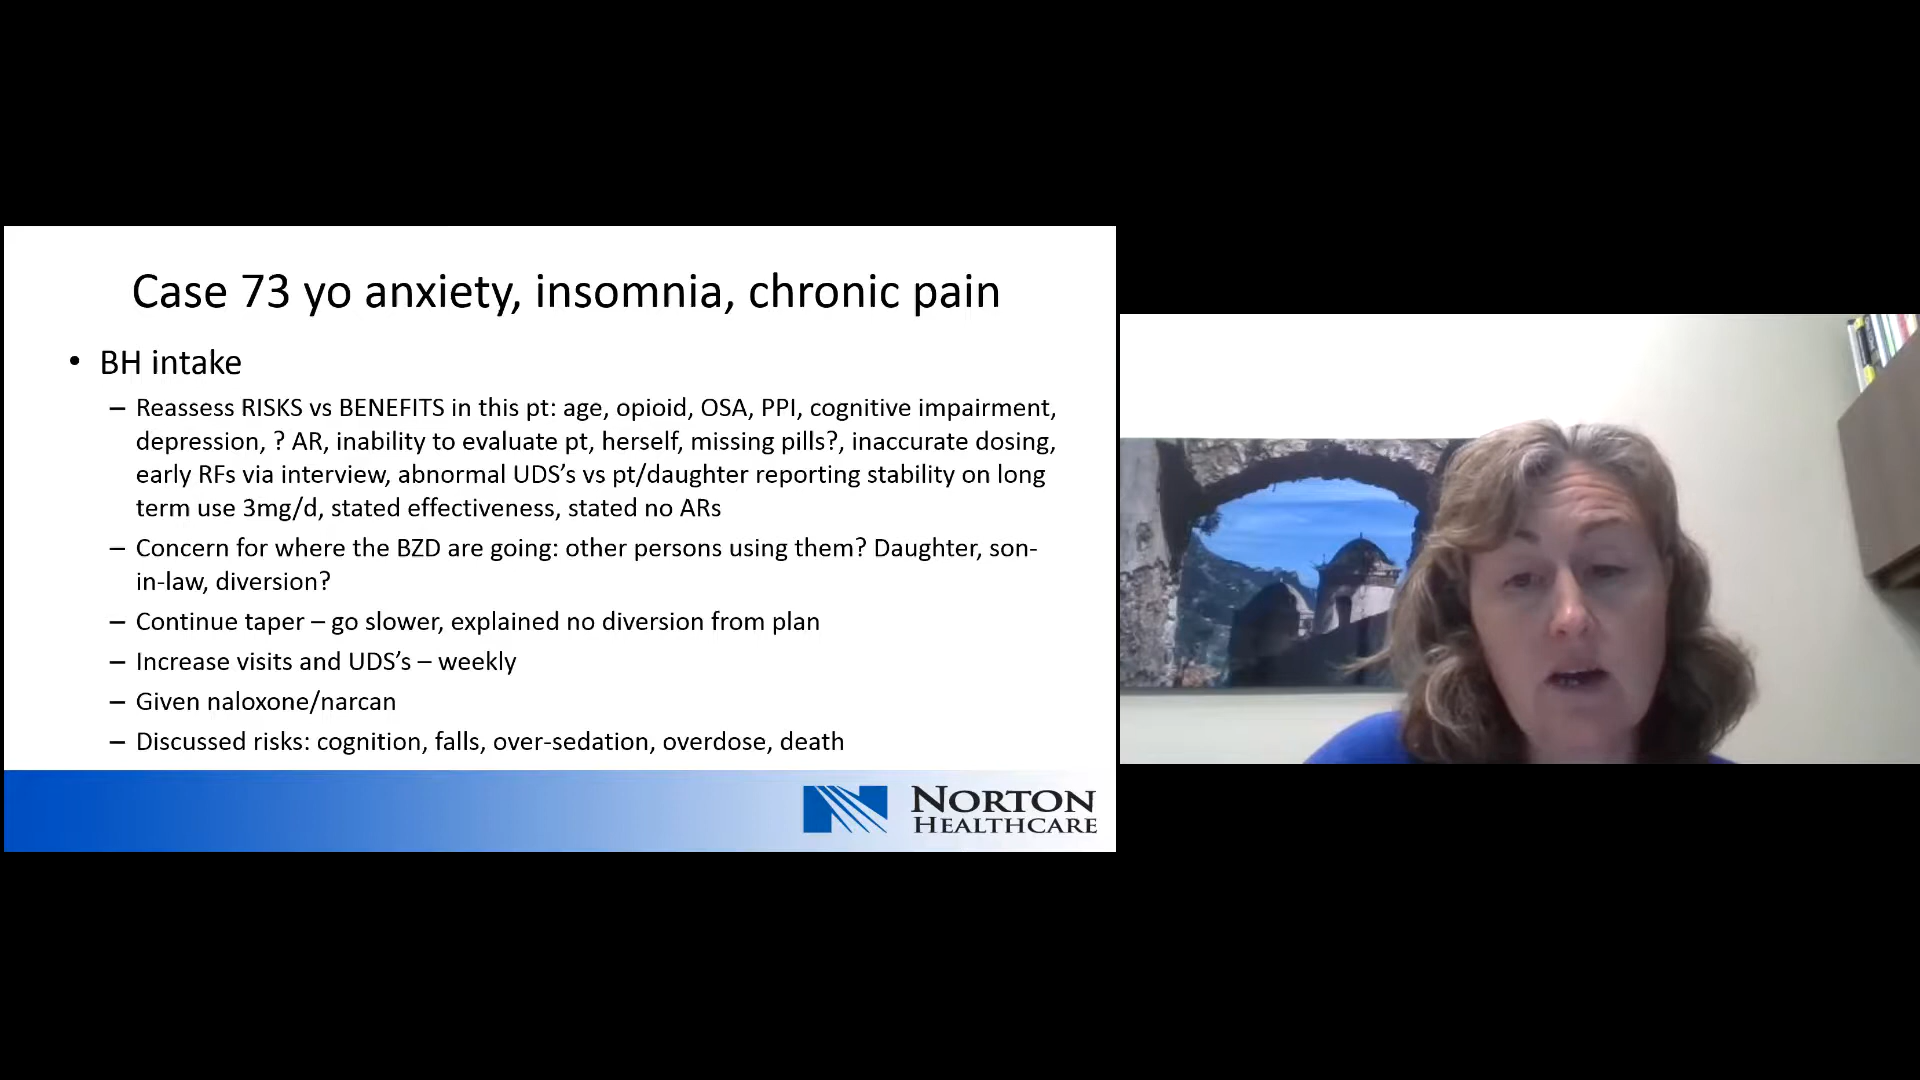 Case 73 yo anxiety, insomnia, chronic pain
• BH intake
– Reassess RISKS vs BENEFITS in this pt: age, opioid, OSA, PPI, cognitive impairment,
depression, ? AR, inability to evaluate pt, herself, missing pills?, inaccurate dosing,
early RFs via interview, abnormal UDS’s vs pt/daughter reporting stability on long
term use 3mg/d, stated effectiveness, stated no ARs
– Concern for where the BZD are going: other persons using them? Daughter, son-
in-law, diversion?
– Continue taper – go slower, explained no diversion from plan
– Increase visits and UDS’s – weekly
– Given naloxone/narcan
– Discussed risks: cognition, falls, over-sedation, overdose, death
NORTON
HEALTHCARE